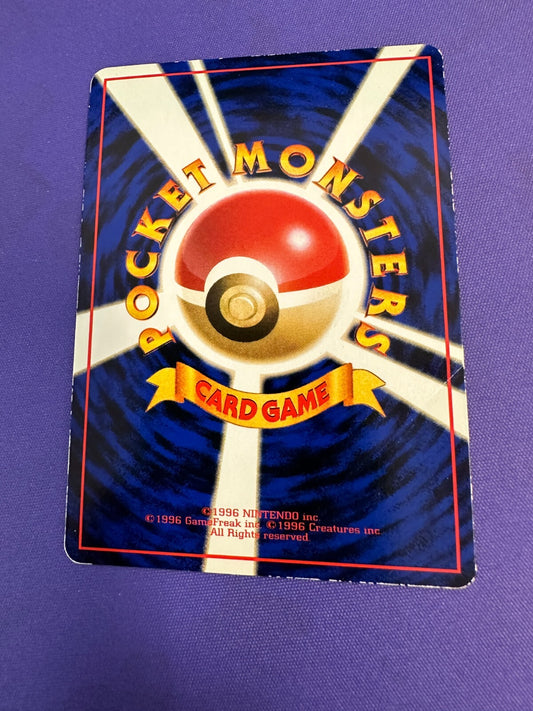 POCKET MONSTERS
CARD GAME
©1996 NINTENDO inc.
©1996 GameFreak inc. ©1996 Creatures inc.
All Rights reserved.